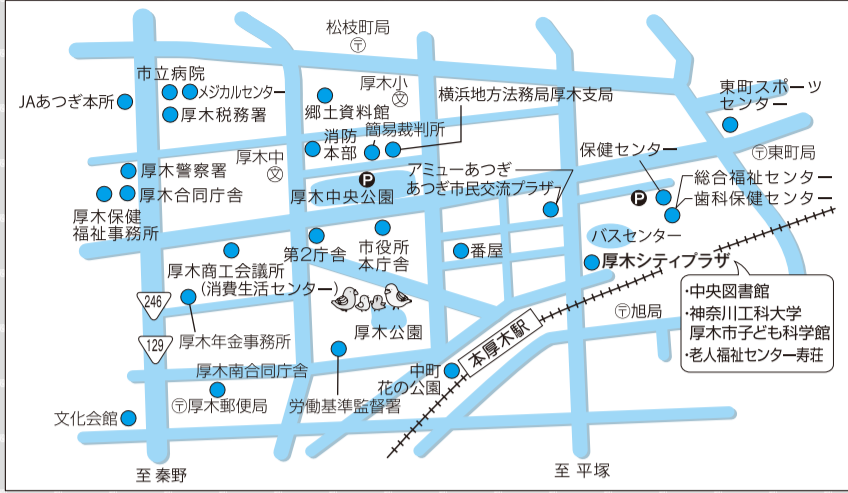 松枝町局
〒
市立病院
メジカルセンター
JAあつぎ本所
厚木税務署
厚木小
文
郷土資料館
横浜地方法務局厚木支局
消防
本部
簡易裁判所
東町スポーツ
センター
〒東町局
厚木中
文
厚木警察署
厚木合同庁舎
厚木保健
福祉事務所
P
厚木中央公園
アミューあつぎ
あつぎ市民交流プラザ
保健センター
P
総合福祉センター
歯科保健センター
バスセンター
第2庁舎
市役所
本庁舎
番屋
厚木商工会議所
(消費生活センター)
厚木シティプラザ
・中央図書館
・神奈川工科大学
厚木市子ども科学館
・老人福祉センター寿荘
246
厚木年金事務所
129
厚木公園
〒旭局
本厚木駅
厚木南合同庁舎
〒厚木郵便局
労働基準監督署
中町
花の公園
文化会館
至 秦野
至 平塚